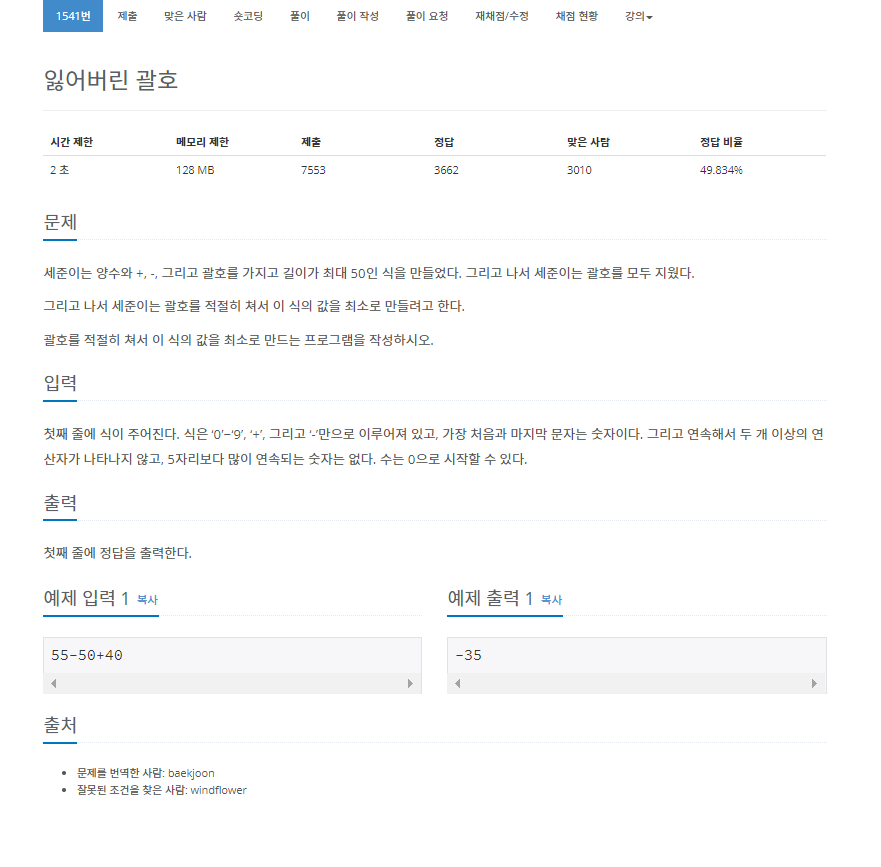 1541번 제출 맞은 사람 숏코딩 풀이 풀이 작성 풀이 요청 재채점/수정 채점 현황 강의
잃어버린 괄호
시간 제한 메모리 제한 제출 정답 맞은 사람 정답 비율
2 초 128 MB 7553 3662 3010 49.834%
문제
세준이는 양수와 +, -, 그리고 괄호를 가지고 길이가 최대 50인 식을 만들었다. 그리고 나서 세준이는 괄호를 모두 지웠다.
그리고 나서 세준이는 괄호를 적절히 쳐서 이 식의 값을 최소로 만들려고 한다.
괄호를 적절히 쳐서 이 식의 값을 최소로 만드는 프로그램을 작성하시오.
입력
첫째 줄에 식이 주어진다. 식은 ‘0’~‘9’, ‘+’, 그리고 ‘-’만으로 이루어져 있고, 가장 처음과 마지막 문자는 숫자이다. 그리고 연속해서 두 개 이상의 연
산자가 나타나지 않고, 5자리보다 많이 연속되는 숫자는 없다. 수는 0으로 시작할 수 있다.
출력
첫째 줄에 정답을 출력한다.
예제 입력 1 복사 예제 출력 1 복사
55-50+40 -35
출처
문제를 번역한 사람: baekjoon
잘못된 조건을 찾은 사람: windflower